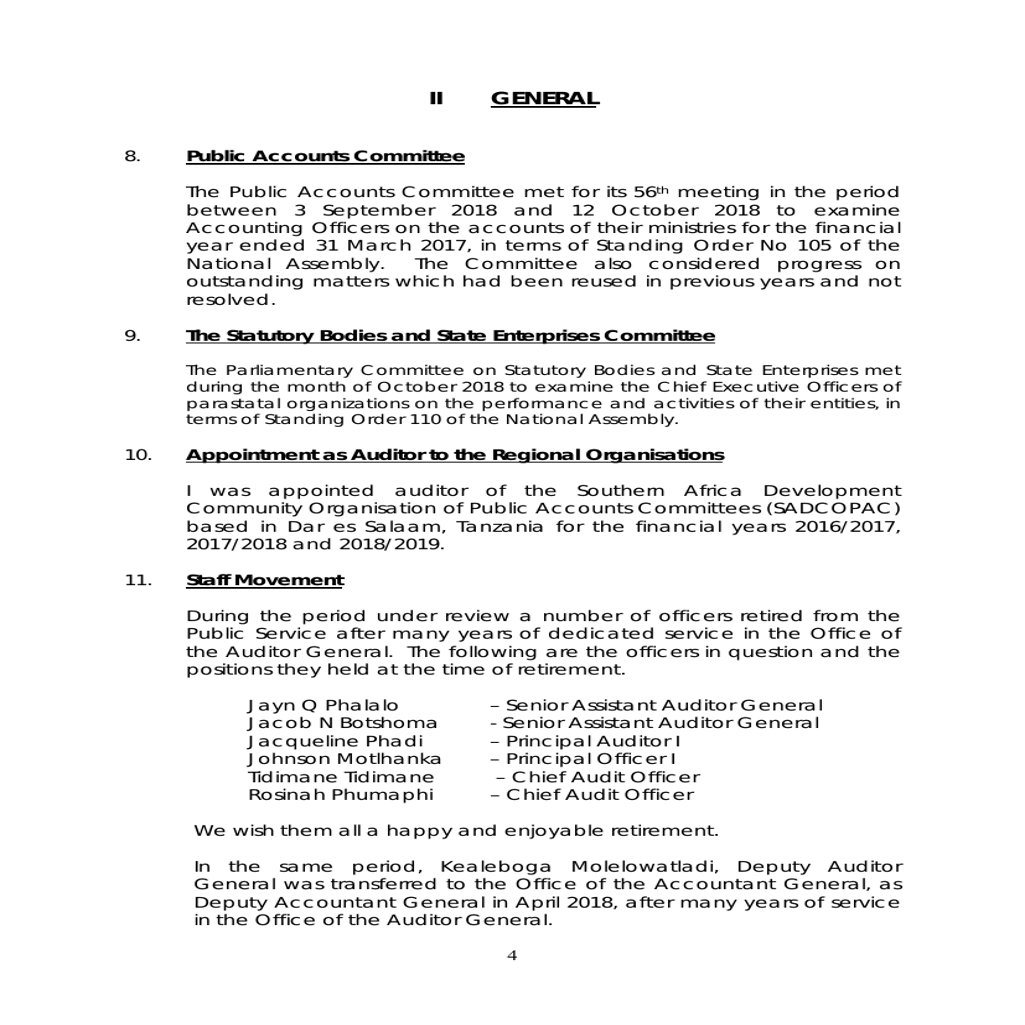 II GENERAL
8. Public Accounts Committee
The Public Accounts Committee met for its 56th meeting in the period
between 3 September 2018 and 12 October 2018 to examine
Accounting Officers on the accounts of their ministries for the financial
year ended 31 March 2017, in terms of Standing Order No 105 of the
National Assembly. The Committee also considered progress on
outstanding matters which had been reused in previous years and not
resolved.
9. The Statutory Bodies and State Enterprises Committee
The Parliamentary Committee on Statutory Bodies and State Enterprises met
during the month of October 2018 to examine the Chief Executive Officers of
parastatal organizations on the performance and activities of their entities, in
terms of Standing Order 110 of the National Assembly.
10. Appointment as Auditor to the Regional Organisations
I was appointed auditor of the Southern Africa Development
Community Organisation of Public Accounts Committees (SADCOPAC)
based in Dar es Salaam, Tanzania for the financial years 2016/2017,
2017/2018 and 2018/2019.
11. Staff Movement
During the period under review a number of officers retired from the
Public Service after many years of dedicated service in the Office of
the Auditor General. The following are the officers in question and the
positions they held at the time of retirement.
Jayn Q Phalalo – Senior Assistant Auditor General
Jacob N Botshoma - Senior Assistant Auditor General
Jacqueline Phadi – Principal Auditor I
Johnson Motlhanka – Principal Officer I
Tidimane Tidimane – Chief Audit Officer
Rosinah Phumaphi – Chief Audit Officer
We wish them all a happy and enjoyable retirement.
In the same period, Kealeboga Molelowatladi, Deputy Auditor
General was transferred to the Office of the Accountant General, as
Deputy Accountant General in April 2018, after many years of service
in the Office of the Auditor General.
4